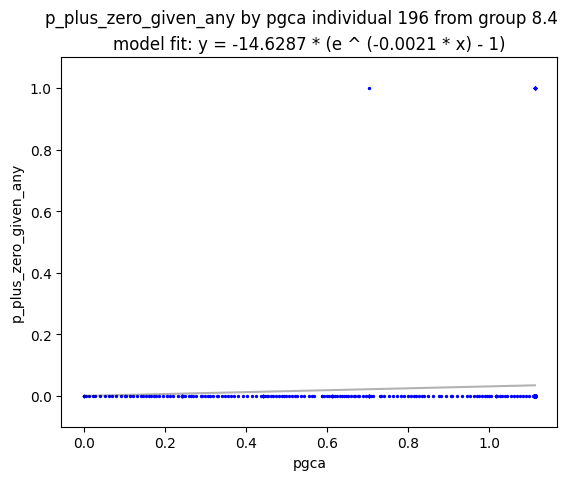 p_plus_zero_given_any by pgca individual 196 from group 8.4
model fit: y = -14.6287 * (e ^ (-0.0021 * x) - 1)
1.0
0.8
0.6
0.4
0.2
0.0
p_plus_zero_given_any
0.0 0.2 0.4 0.6 0.8 1.0
pgca